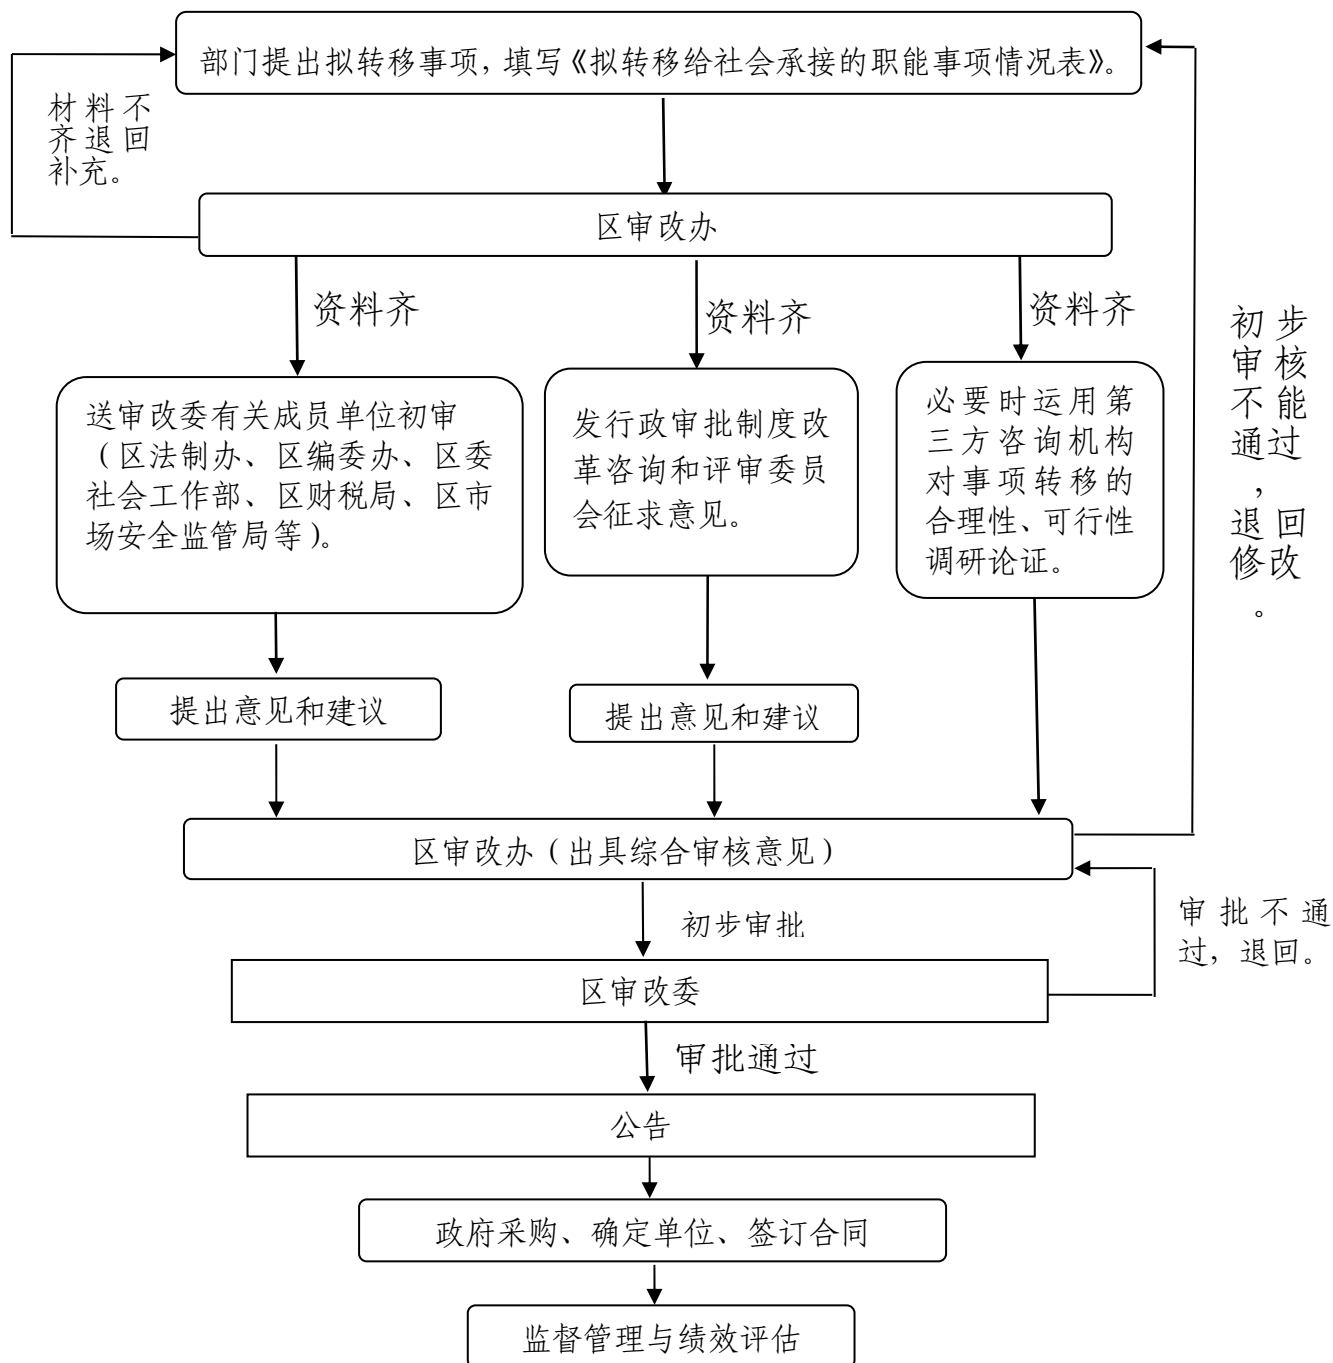 部门提出拟转移事项，填写《拟转移给社会承接的职能事项情况表》。
材料不
齐退回
补充。
区审改办
资料齐
资料齐
资料齐
送审改委有关成员单位初审
（区法制办、区编委办、区委
社会工作部、区财税局、区市
场安全监管局等）。
发行政审批制度改
革咨询和评审委员
会征求意见。
必要时运用第
三方咨询机构
对事项转移的
合理性、可行性
调研论证。
初步
审核
不能
通过
，
退回
修改
。
提出意见和建议
提出意见和建议
区审改办（出具综合审核意见）
初步审批
审批不通
过，退回。
区审改委
审批通过
公告
政府采购、确定单位、签订合同
监督管理与绩效评估